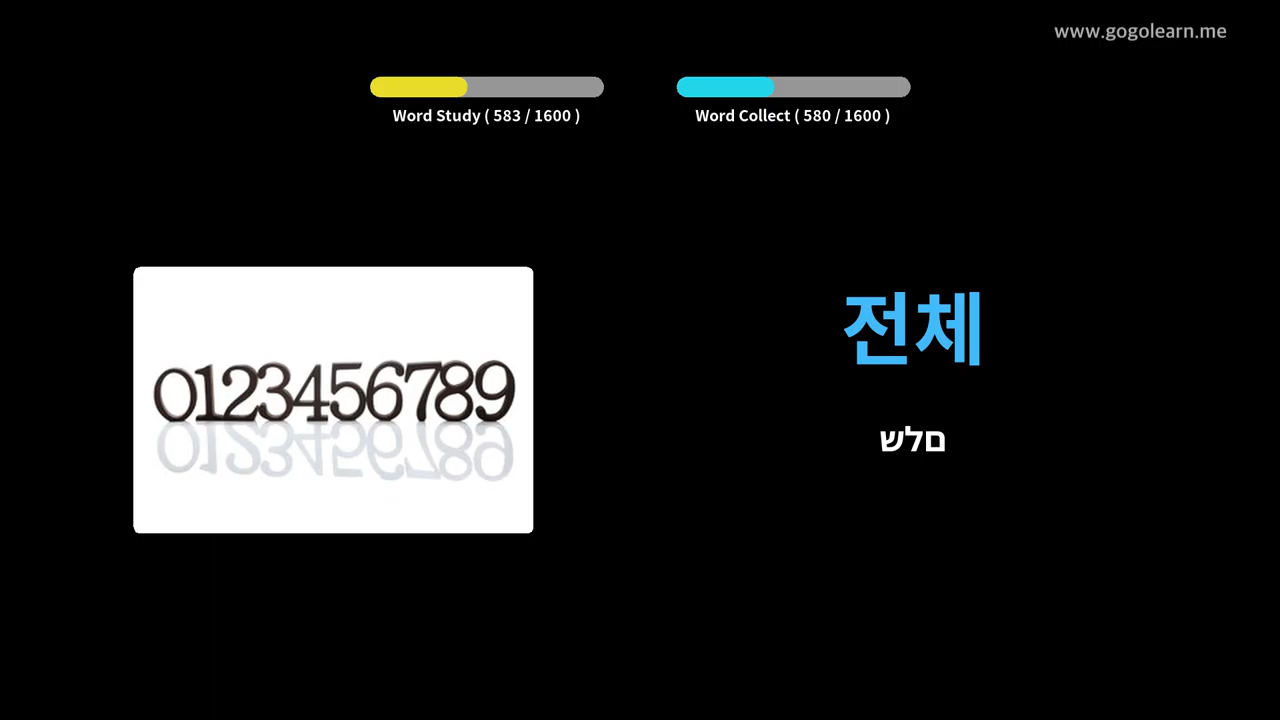 www.gogolearn.me
Word Study ( 583 / 1600 )
Word Collect ( 580 / 1600 )
0123456789
전체
שלם